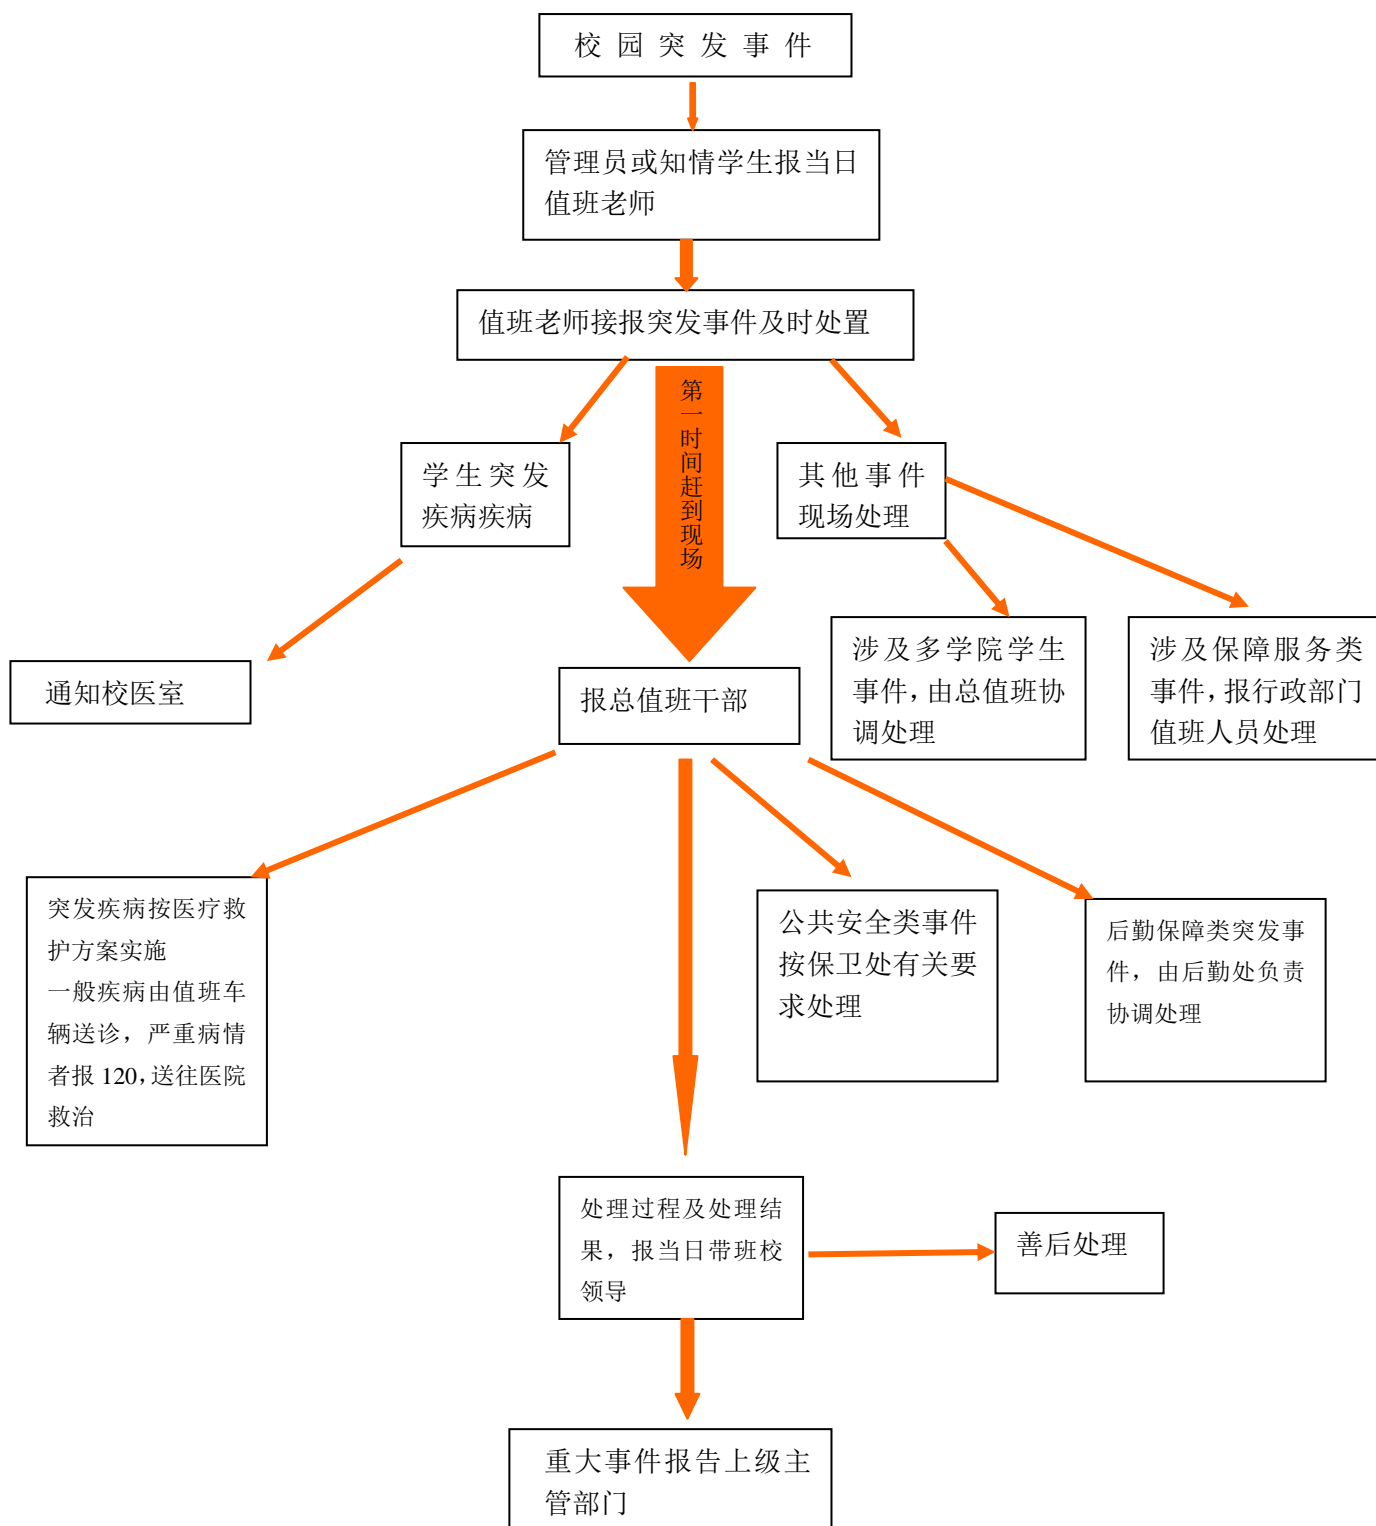 校园突发事件
管理员或知情学生报当日
值班老师
值班老师接报突发事件及时处置
第一时间赶到现场
学生突发
疾病疾病
其他事件
现场处理
通知校医室
报总值班干部
涉及多学院学生
事件，由总值班协
调处理
涉及保障服务类
事件，报行政部门
值班人员处理
突发疾病按医疗救
护方案实施
一般疾病由值班车
辆送诊，严重病情
者报 120，送往医院
救治
公共安全类事件
按保卫处有关要
求处理
后勤保障类突发事
件，由后勤处负责
协调处理
处理过程及处理结
果，报当日带班校
领导
善后处理
重大事件报告上级主
管部门